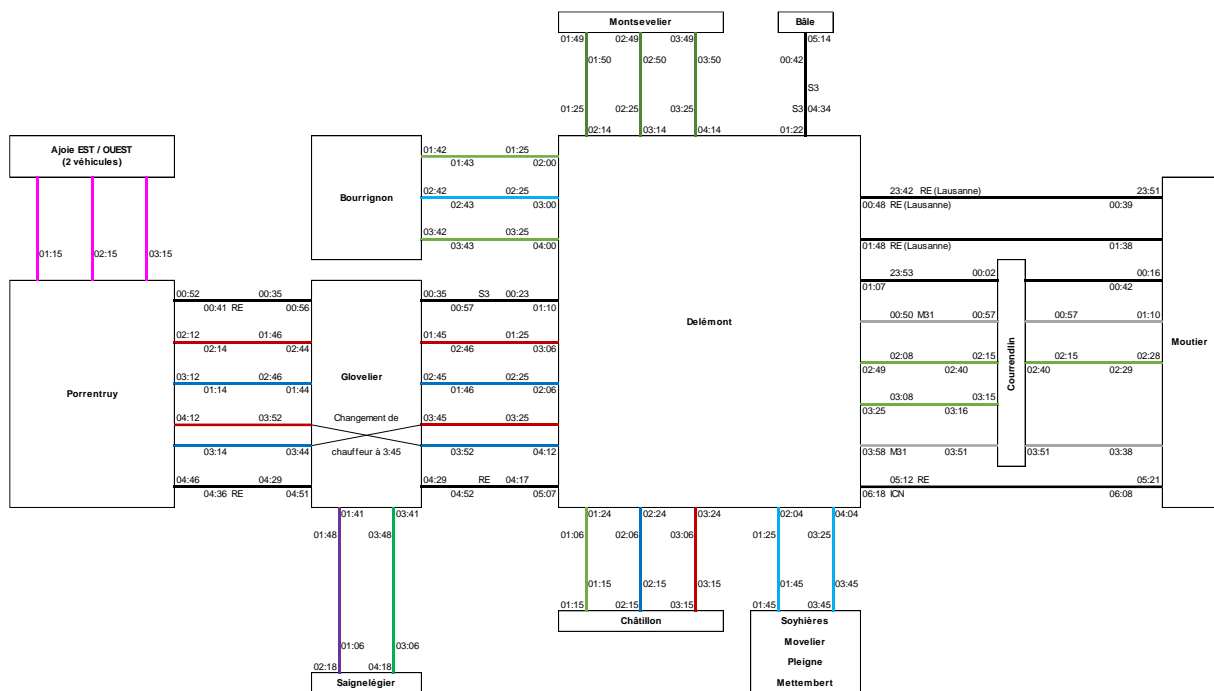 Montsevelier
Bâle
01:49 02:49 03:49 05:14
01:50 02:50 03:50 00:42
S3
01:25 02:25 03:25 S3 04:34
02:14 03:14 04:14 01:22
Ajoie EST / OUEST
(2 véhicules)
01:15 02:15 03:15
Bourrignon
01:42 01:25
01:43 02:00
02:42 02:25
02:43 03:00
03:42 03:25
03:43 04:00
Porrentruy
Glovelier
Delémont
Courrendlin
Moutier
00:52 00:35
00:41 RE 00:56
02:12 01:46
02:14 02:44
03:12 02:46
01:14 01:44
04:12 03:52
03:14 03:44
04:46 04:29
04:36 RE 04:51
Changement de
chauffeur à 3:45
00:35 S3 00:23
00:57 01:10
01:45 01:25
02:46 03:06
02:45 02:25
01:46 02:06
03:45 03:25
03:52 04:12
04:29 RE 04:17
04:52 05:07
23:42 RE (Lausanne) 23:51
00:48 RE (Lausanne) 00:39
01:48 RE (Lausanne) 01:38
23:53 00:02 00:16
01:07 00:42
00:50 M31 00:57 00:57 01:10
02:08 02:15 02:15 02:28
02:49 02:40 02:40 02:29
03:08 03:15
03:25 03:16
03:58 M31 03:51 03:51 03:38
05:12 RE 05:21
06:18 ICN 06:08
01:41 03:41
01:48 03:48
01:06 03:06
02:18 04:18
Saignelégier
01:24 02:24 03:24
01:06 02:06 03:06
01:15 02:15 03:15
01:15 02:15 03:15
Châtillon
02:04 04:04
01:25 03:25
01:45 03:45
01:45 03:45
Soyhières
Movelier
Pleigne
Mettembert